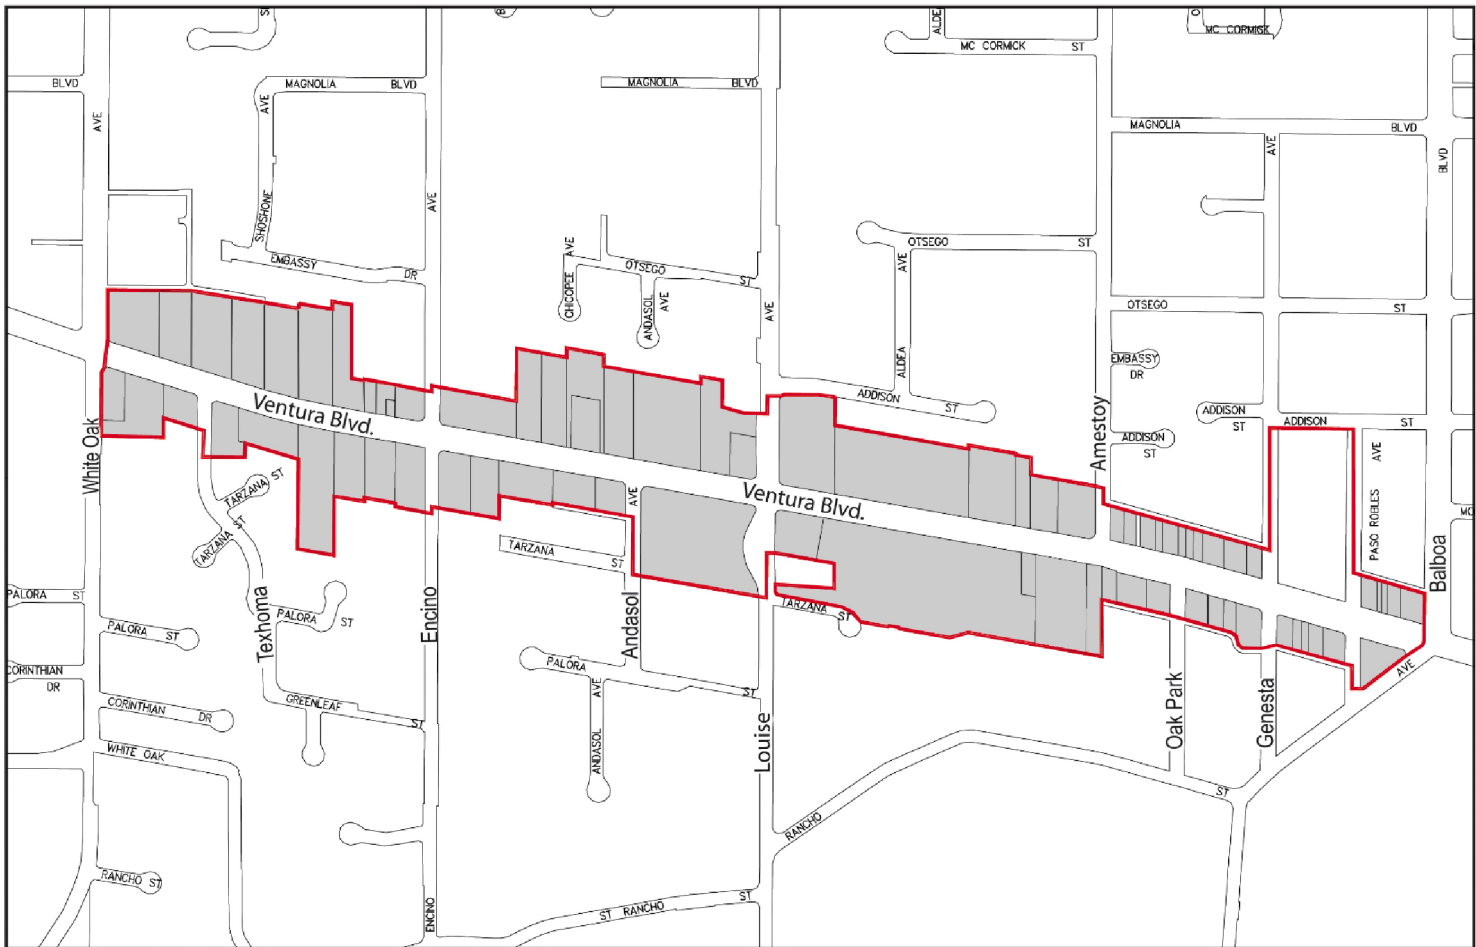 MC CORMISK
ALDE
MC CORMICK ST
BLVD
MAGNOLIA BLVD
MAGNOLIA BLVD
AVE
AVE
MAGNOLIA BLVD
AVE
BLVD
SHOSHONE
AVE
OTSEGO ST
AVE
EMBASSY DR
CHICOPEE AVE
OTSEGO ST
ANDASOL AVE
AVE
ALDEA AVE
OTSEGO ST
EMBASSY
DR
ADDISON ST
ADDISON
ST
ADDISON ST
ADDISON
ST
Ventura Blvd.
White Oak
Amestoy
PASO ROBLES AVE
TARZANA ST
AVE
Ventura Blvd.
TARZANA ST
TARZANA
ST
MC
Balboa
PALORA ST
Texhoma
Encino
Andasol
TARZANA
ST
PALORA ST
PALORA ST
CORINTHIAN
DR
PALORA
ST
AVE
Oak Park
Genesta
CORINTHIAN DR
GREENLEAF
ST
ANDASOL AVE
Louise
WHITE OAK
ST
RANCHO
RANCHO ST
ENCINO
ST RANCHO ST